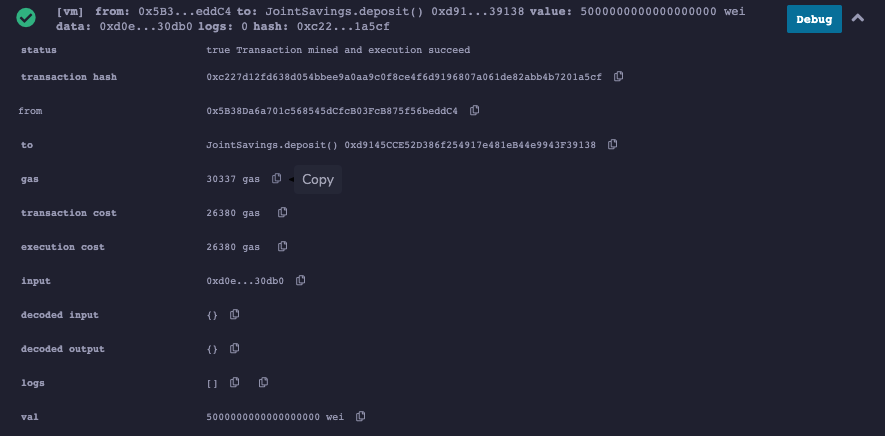 [vm] from: 0x5B3...eddC4 to: JointSavings.deposit() 0xd91...39138 value: 5000000000000000000 wei
data: 0xd0e...30db0 logs: 0 hash: 0xc22...1a5cf
Debug
status true Transaction mined and execution succeed
transaction hash 0xc227d12fd638d054bbee9a0aa9c0f8ce4f6d9196807a061de82abb4b7201a5cf
from 0x5B38Da6a701c568545dCfcB03FcB875f56beddC4
to JointSavings.deposit() 0xd9145CCE52D386f254917e481eB44e9943F39138
gas 30337 gas Copy
transaction cost 26380 gas
execution cost 26380 gas
input 0xd0e...30db0
decoded input {}
decoded output {}
logs []
val 5000000000000000000 wei